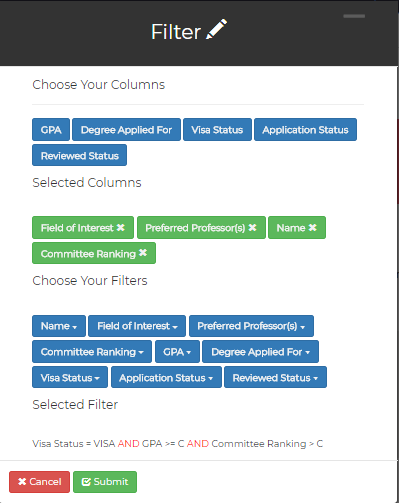 Filter
Choose Your Columns
GPA Degree Applied For Visa Status Application Status
Reviewed Status
Selected Columns
Field of Interest ✖ Preferred Professor(s) ✖ Name ✖
Committee Ranking ✖
Choose Your Filters
Name Field of Interest Preferred Professor(s)
Committee Ranking GPA Degree Applied For
Visa Status Application Status Reviewed Status
Selected Filter
Visa Status = VISA AND GPA >= C AND Committee Ranking > C
✖ Cancel Submit